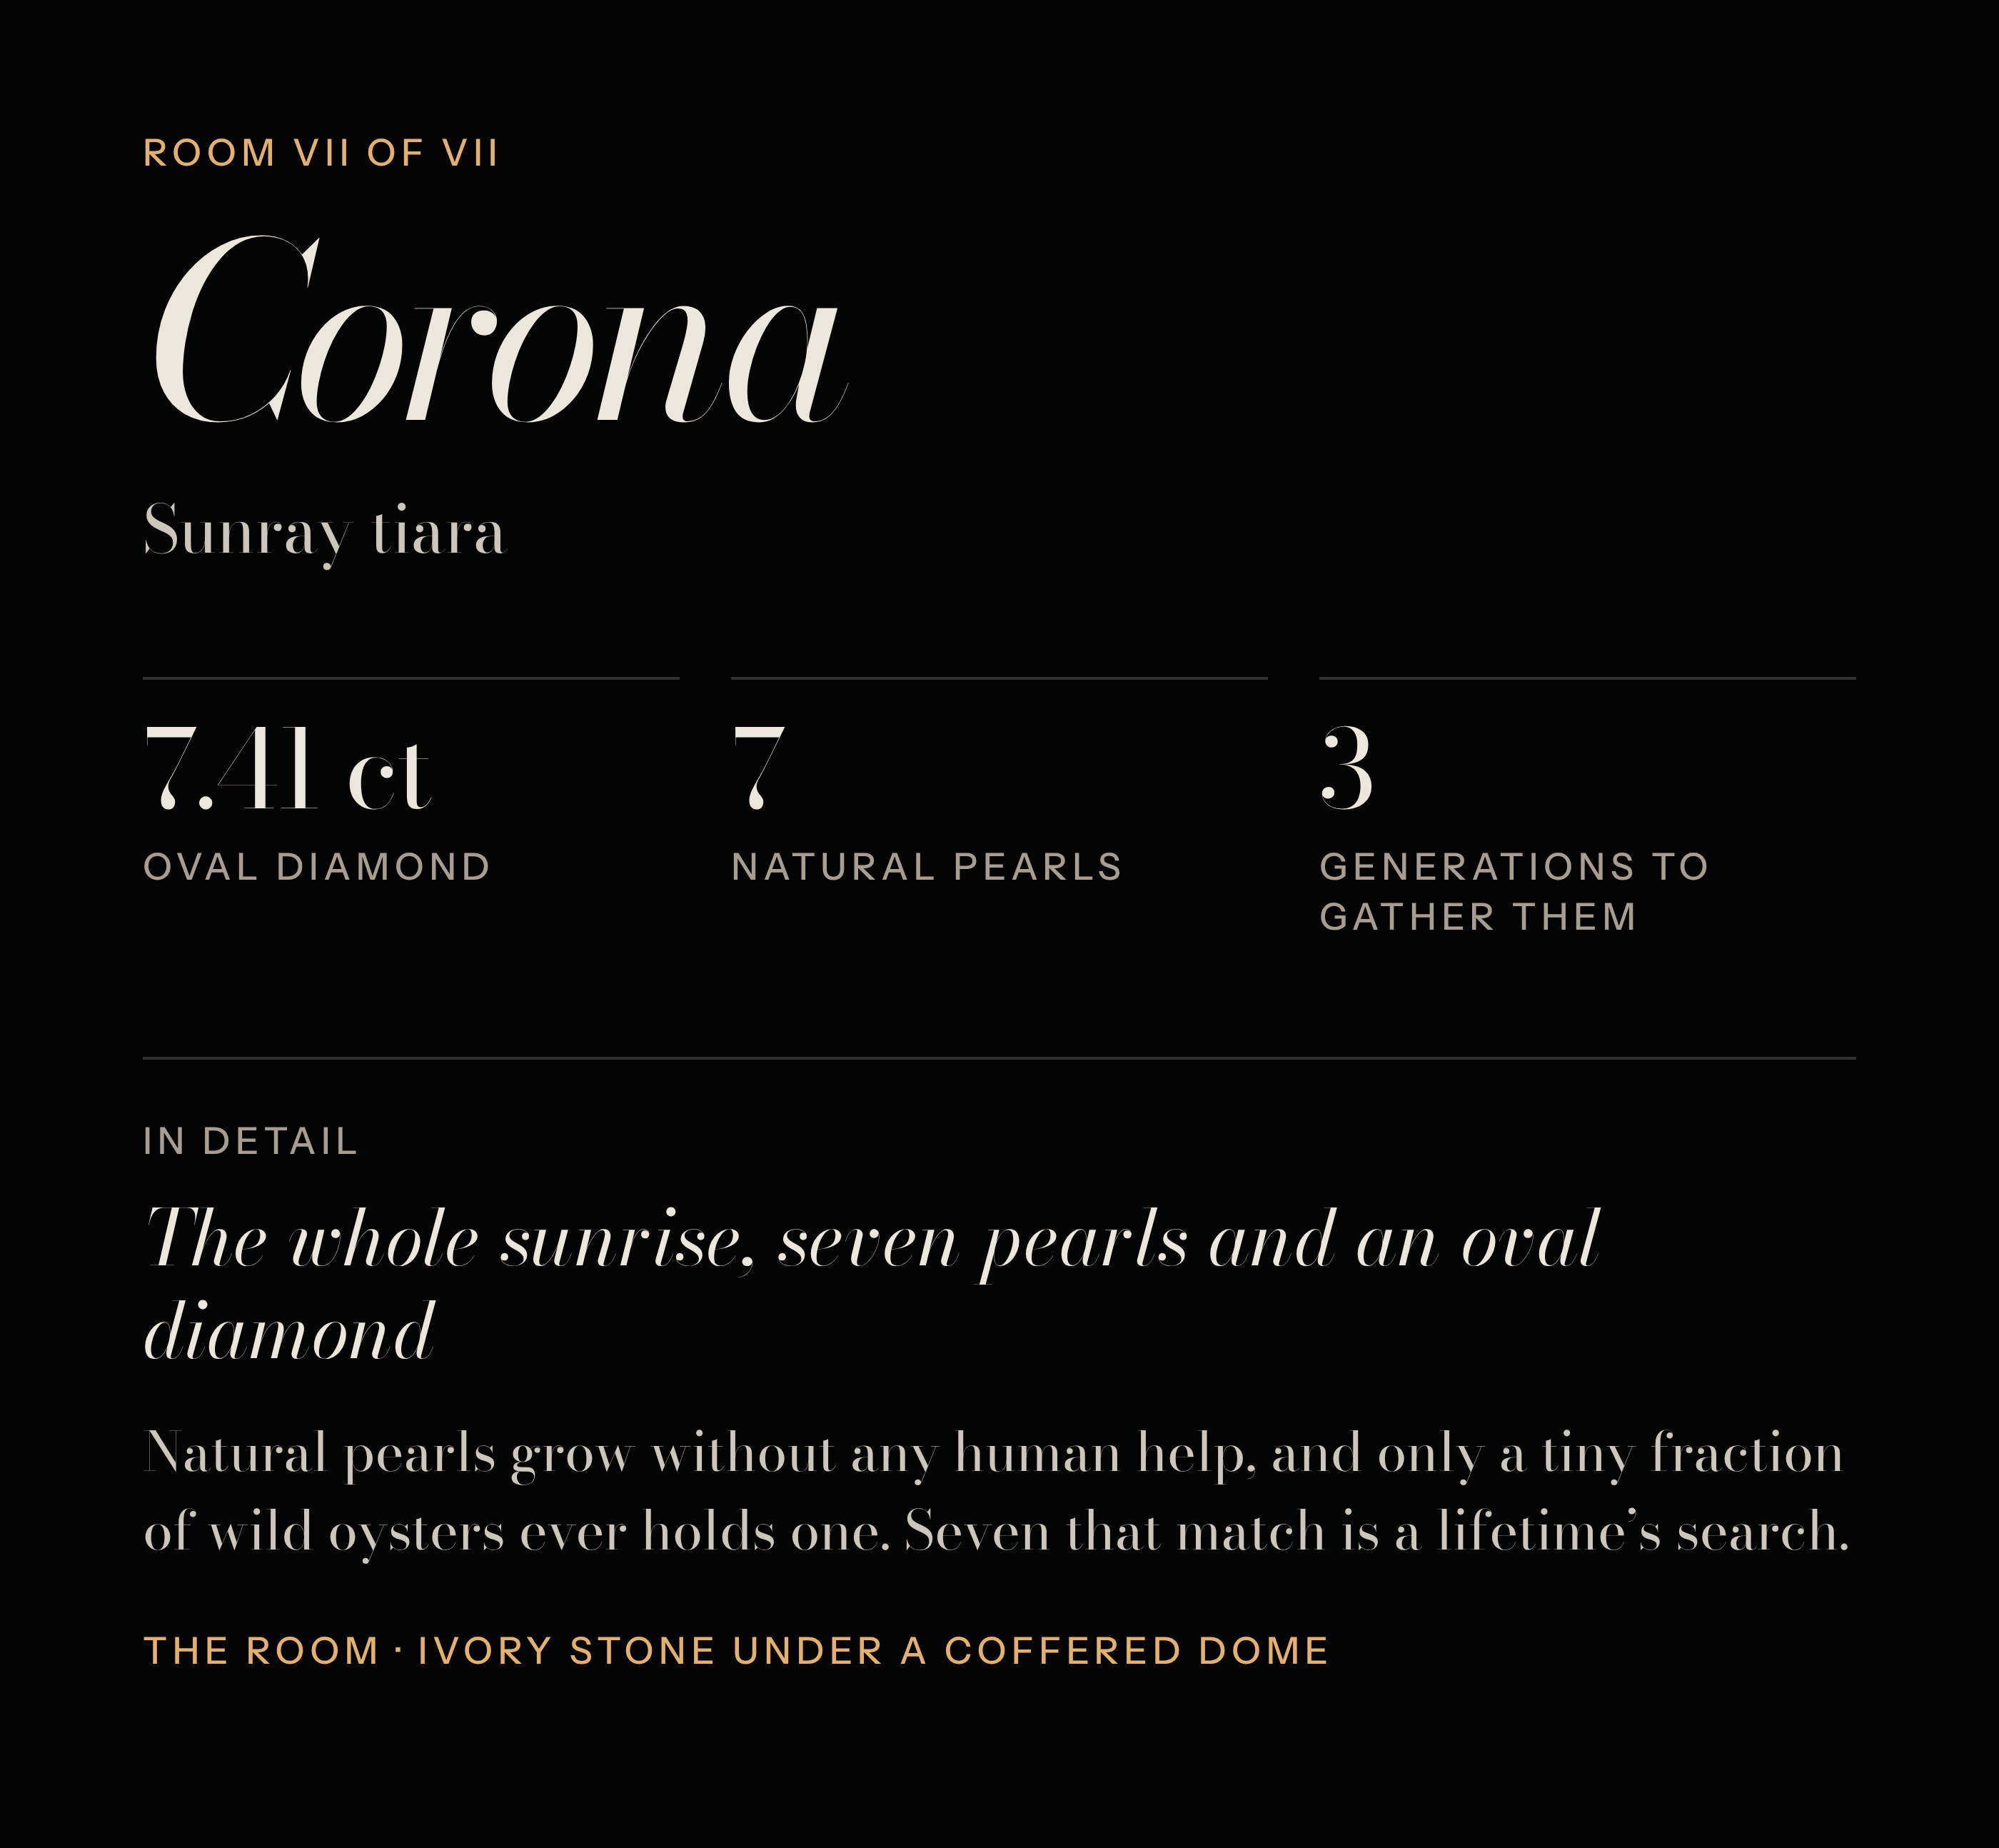 ROOM VII OF VII
Corona
Sunray tiara
7.41 ct
OVAL DIAMOND
7
NATURAL PEARLS
3
GENERATIONS TO
GATHER THEM
IN DETAIL
The whole sunrise, seven pearls and an oval
diamond
Natural pearls grow without any human help, and only a tiny fraction
of wild oysters ever holds one. Seven that match is a lifetime’s search.
THE ROOM · IVORY STONE UNDER A COFFERED DOME